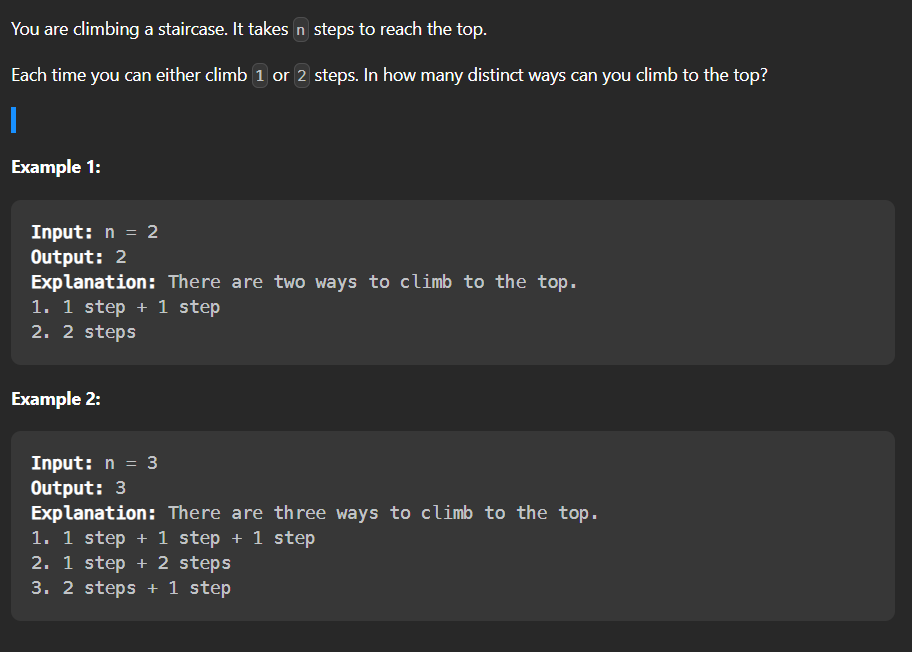 You are climbing a staircase. It takes n steps to reach the top.
Each time you can either climb 1 or 2 steps. In how many distinct ways can you climb to the top?
Example 1:
Input: n = 2
Output: 2
Explanation: There are two ways to climb to the top.
1. 1 step + 1 step
2. 2 steps
Example 2:
Input: n = 3
Output: 3
Explanation: There are three ways to climb to the top.
1. 1 step + 1 step + 1 step
2. 1 step + 2 steps
3. 2 steps + 1 step